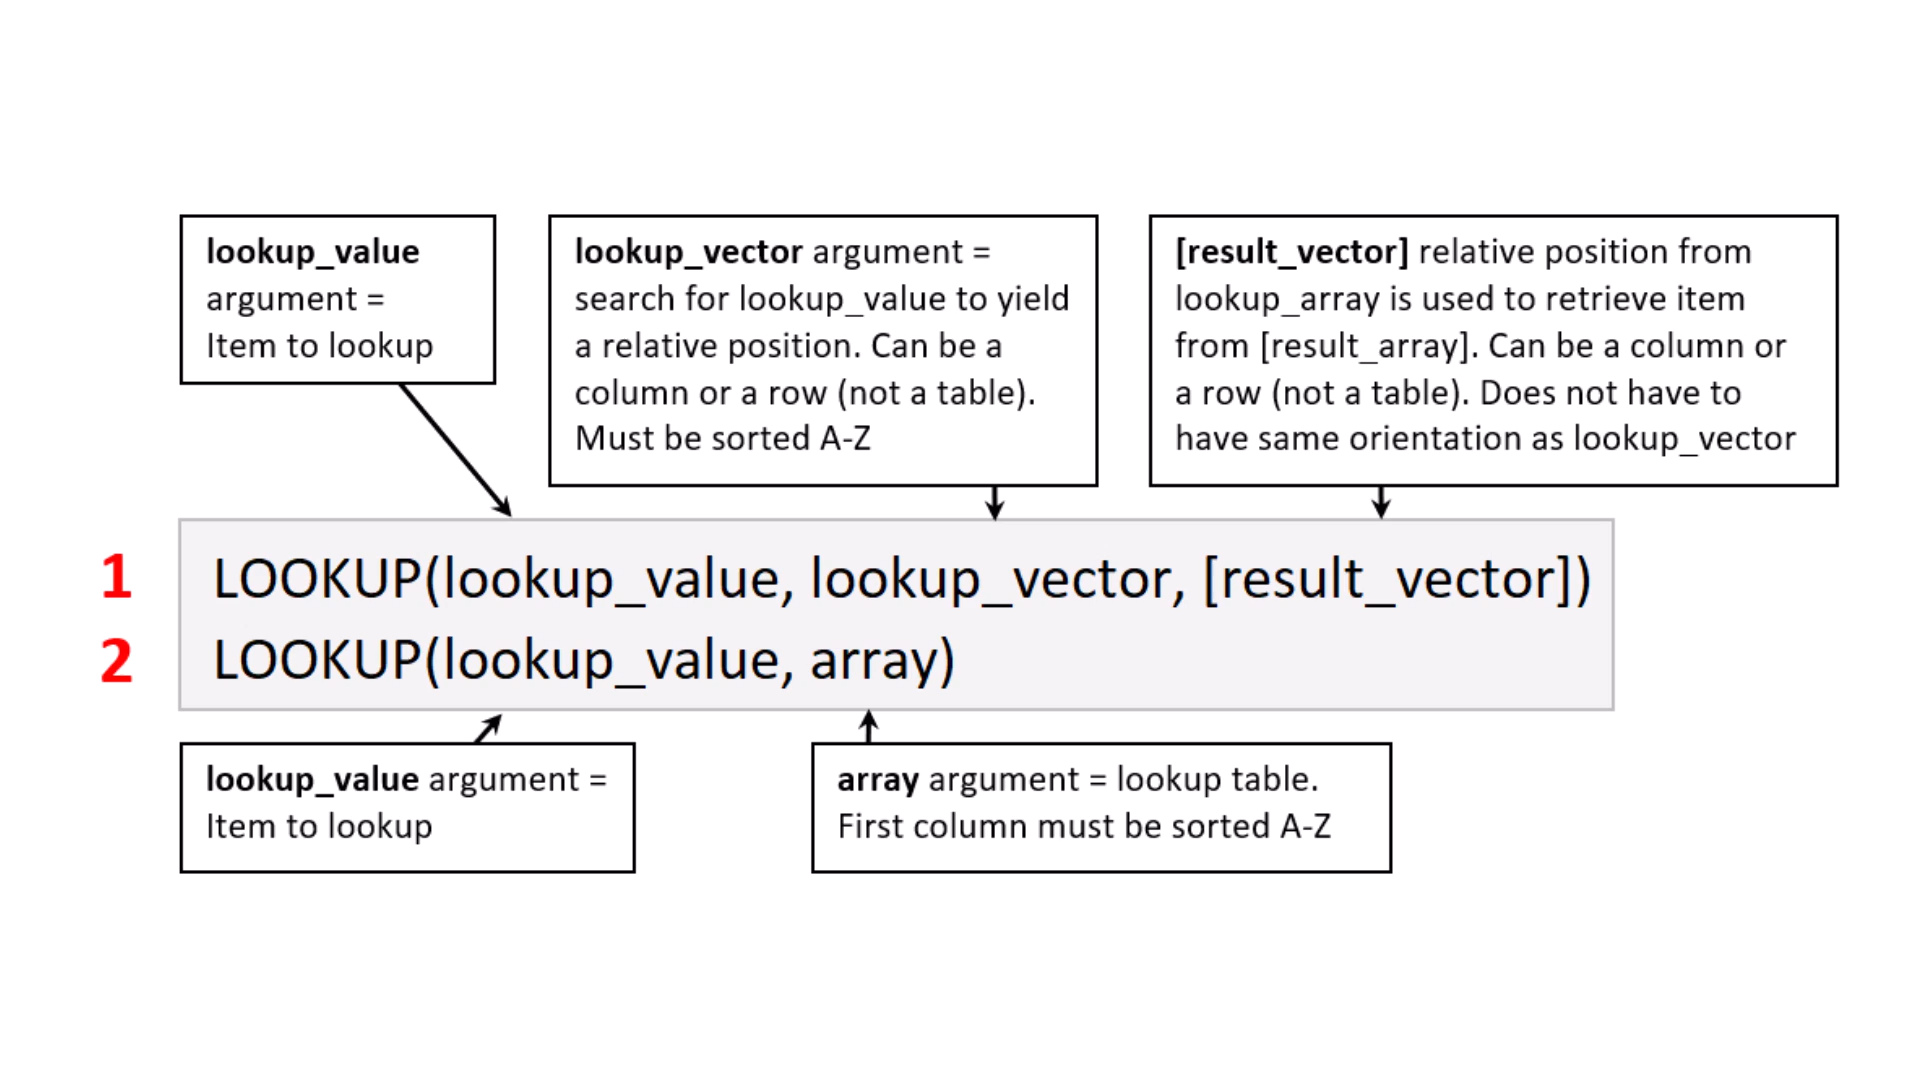 lookup_value
argument =
Item to lookup
lookup_vector argument =
search for lookup_value to yield
a relative position. Can be a
column or a row (not a table).
Must be sorted A-Z
[result_vector] relative position from
lookup_array is used to retrieve item
from [result_array]. Can be a column or
a row (not a table). Does not have to
have same orientation as lookup_vector
1 LOOKUP(lookup_value, lookup_vector, [result_vector])
2 LOOKUP(lookup_value, array)
lookup_value argument =
Item to lookup
array argument = lookup table.
First column must be sorted A-Z